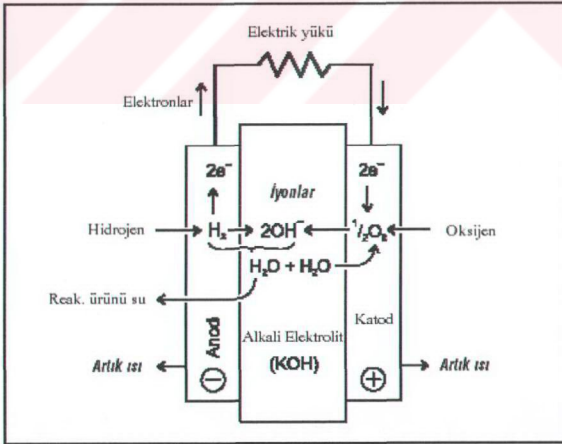 Elektrik yükü
Elektronlar
2e⁻ 2e⁻
İyonlar
Hidrojen H₂ 2OH⁻ ¹/₂O₂ Oksijen
H₂O + H₂O
Reak. ürünü su
Anodi Alkali Elektrolit Katod
(KOH)
Artık ısı − + Artık ısı